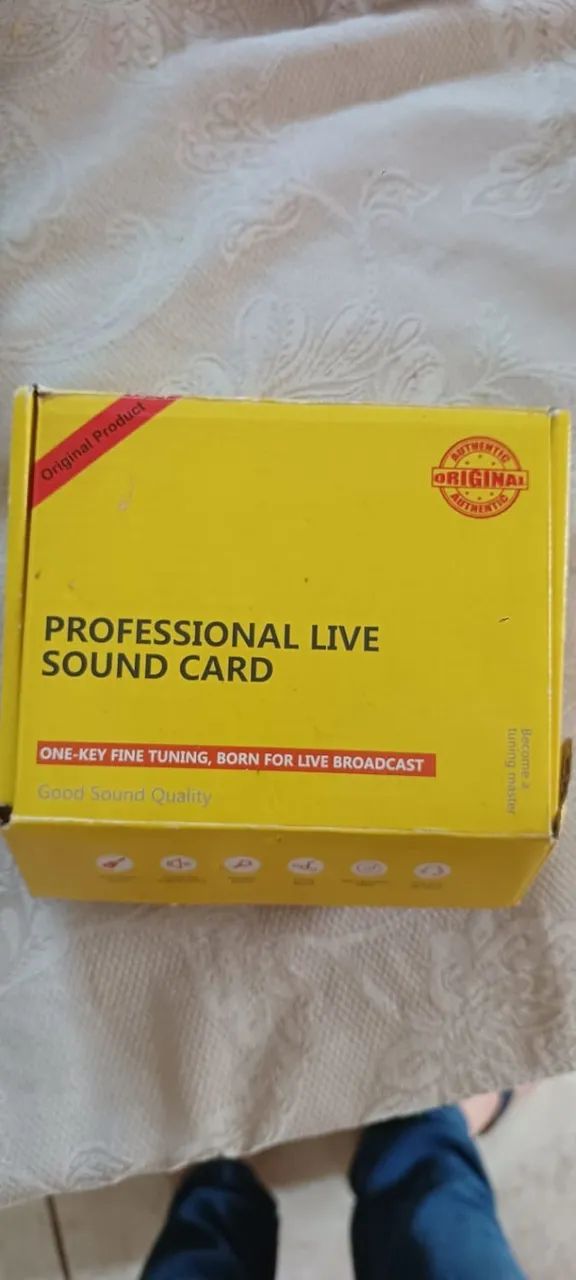 Original Product
AUTHENTIC
ORIGINAL
AUTHENTIC
PROFESSIONAL LIVE
SOUND CARD
ONE-KEY FINE TUNING, BORN FOR LIVE BROADCAST
Good Sound Quality
Become a
tuning master